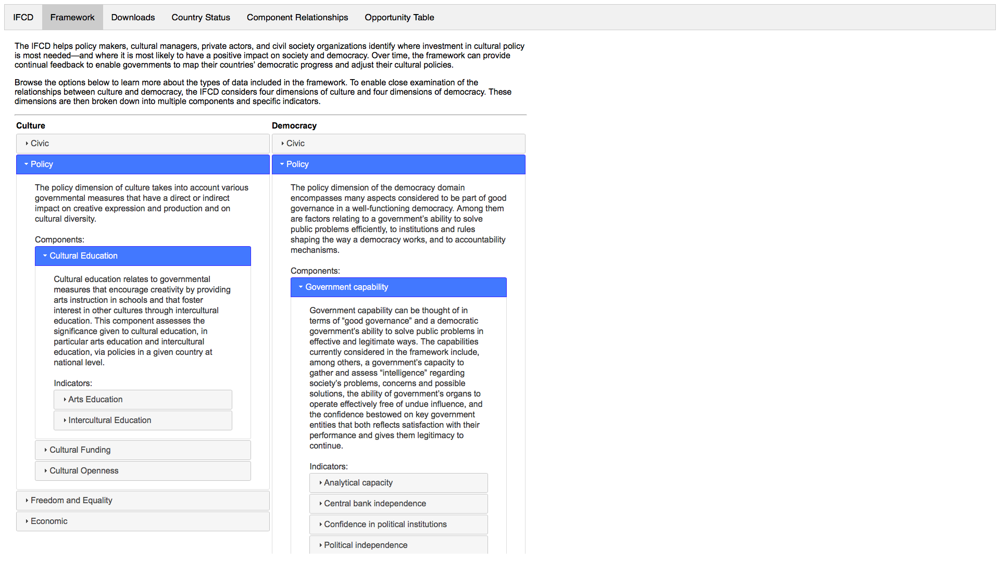 IFCD Framework Downloads Country Status Component Relationships Opportunity Table
The IFCD helps policy makers, cultural managers, private actors, and civil society organizations identify where investment in cultural policy
is most needed—and where it is most likely to have a positive impact on society and democracy. Over time, the framework can provide
continual feedback to enable governments to map their countries' democratic progress and adjust their cultural policies.
Browse the options below to learn more about the types of data included in the framework. To enable close examination of the
relationships between culture and democracy, the IFCD considers four dimensions of culture and four dimensions of democracy. These
dimensions are then broken down into multiple components and specific indicators.
Culture
Civic
Policy
The policy dimension of culture takes into account various
governmental measures that have a direct or indirect
impact on creative expression and production and on
cultural diversity.
Components:
Cultural Education
Cultural education relates to governmental
measures that encourage creativity by providing
arts instruction in schools and that foster
interest in other cultures through intercultural
education. This component assesses the
significance given to cultural education, in
particular arts education and intercultural
education, via policies in a given country at
national level.
Indicators:
Arts Education
Intercultural Education
Cultural Funding
Cultural Openness
Freedom and Equality
Economic
Democracy
Civic
Policy
The policy dimension of the democracy domain
encompasses many aspects considered to be part of good
governance in a well-functioning democracy. Among them
are factors relating to a government's ability to solve
public problems efficiently, to institutions and rules
shaping the way a democracy works, and to accountability
mechanisms.
Components:
Government capability
Government capability can be thought of in
terms of “good governance” and a democratic
government's ability to solve public problems in
effective and legitimate ways. The capabilities
currently considered in the framework include,
among others, a government's capacity to
gather and assess “intelligence” regarding
society's problems, concerns and possible
solutions, the ability of government's organs to
operate effectively free of undue influence, and
the confidence bestowed on key government
entities that both reflects satisfaction with their
performance and gives them legitimacy to
continue.
Indicators:
Analytical capacity
Central bank independence
Confidence in political institutions
Political independence